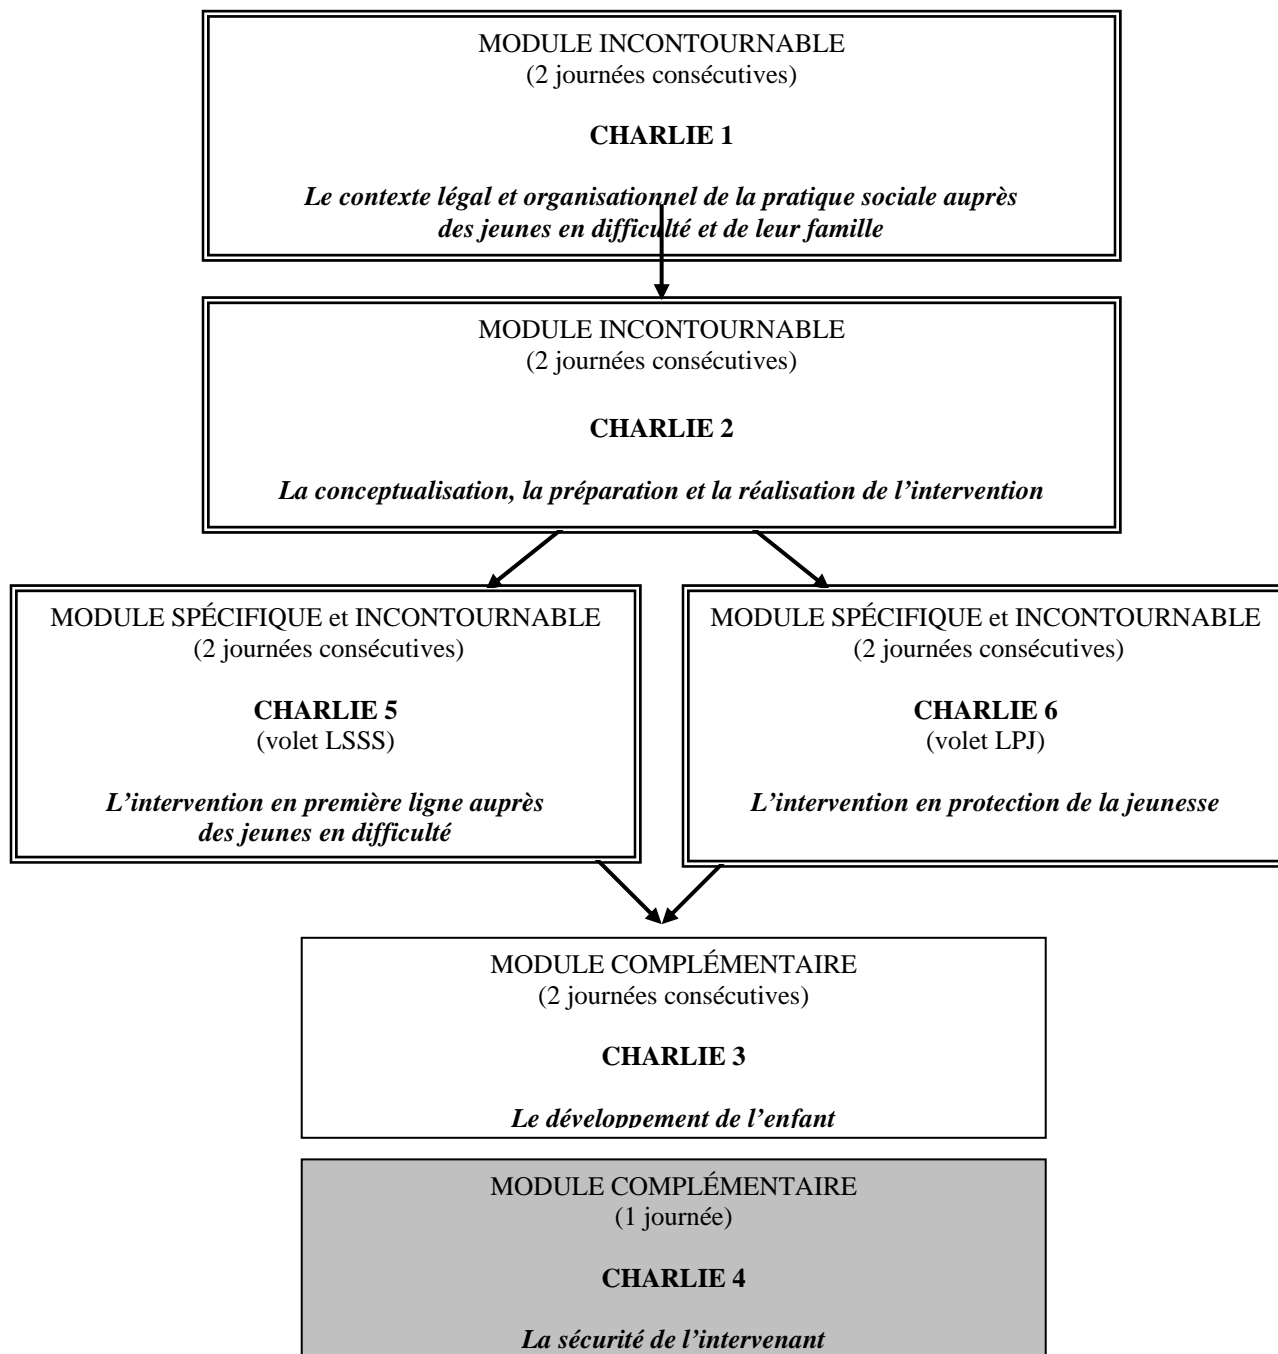 MODULE INCONTOURNABLE
(2 journées consécutives)
CHARLIE 1
Le contexte légal et organisationnel de la pratique sociale auprès
des jeunes en difficulté et de leur famille
MODULE INCONTOURNABLE
(2 journées consécutives)
CHARLIE 2
La conceptualisation, la préparation et la réalisation de l’intervention
MODULE SPÉCIFIQUE et INCONTOURNABLE
(2 journées consécutives)
CHARLIE 5
(volet LSSS)
L’intervention en première ligne auprès
des jeunes en difficulté
MODULE SPÉCIFIQUE et INCONTOURNABLE
(2 journées consécutives)
CHARLIE 6
(volet LPJ)
L’intervention en protection de la jeunesse
MODULE COMPLÉMENTAIRE
(2 journées consécutives)
CHARLIE 3
Le développement de l’enfant
MODULE COMPLÉMENTAIRE
(1 journée)
CHARLIE 4
La sécurité de l’intervenant